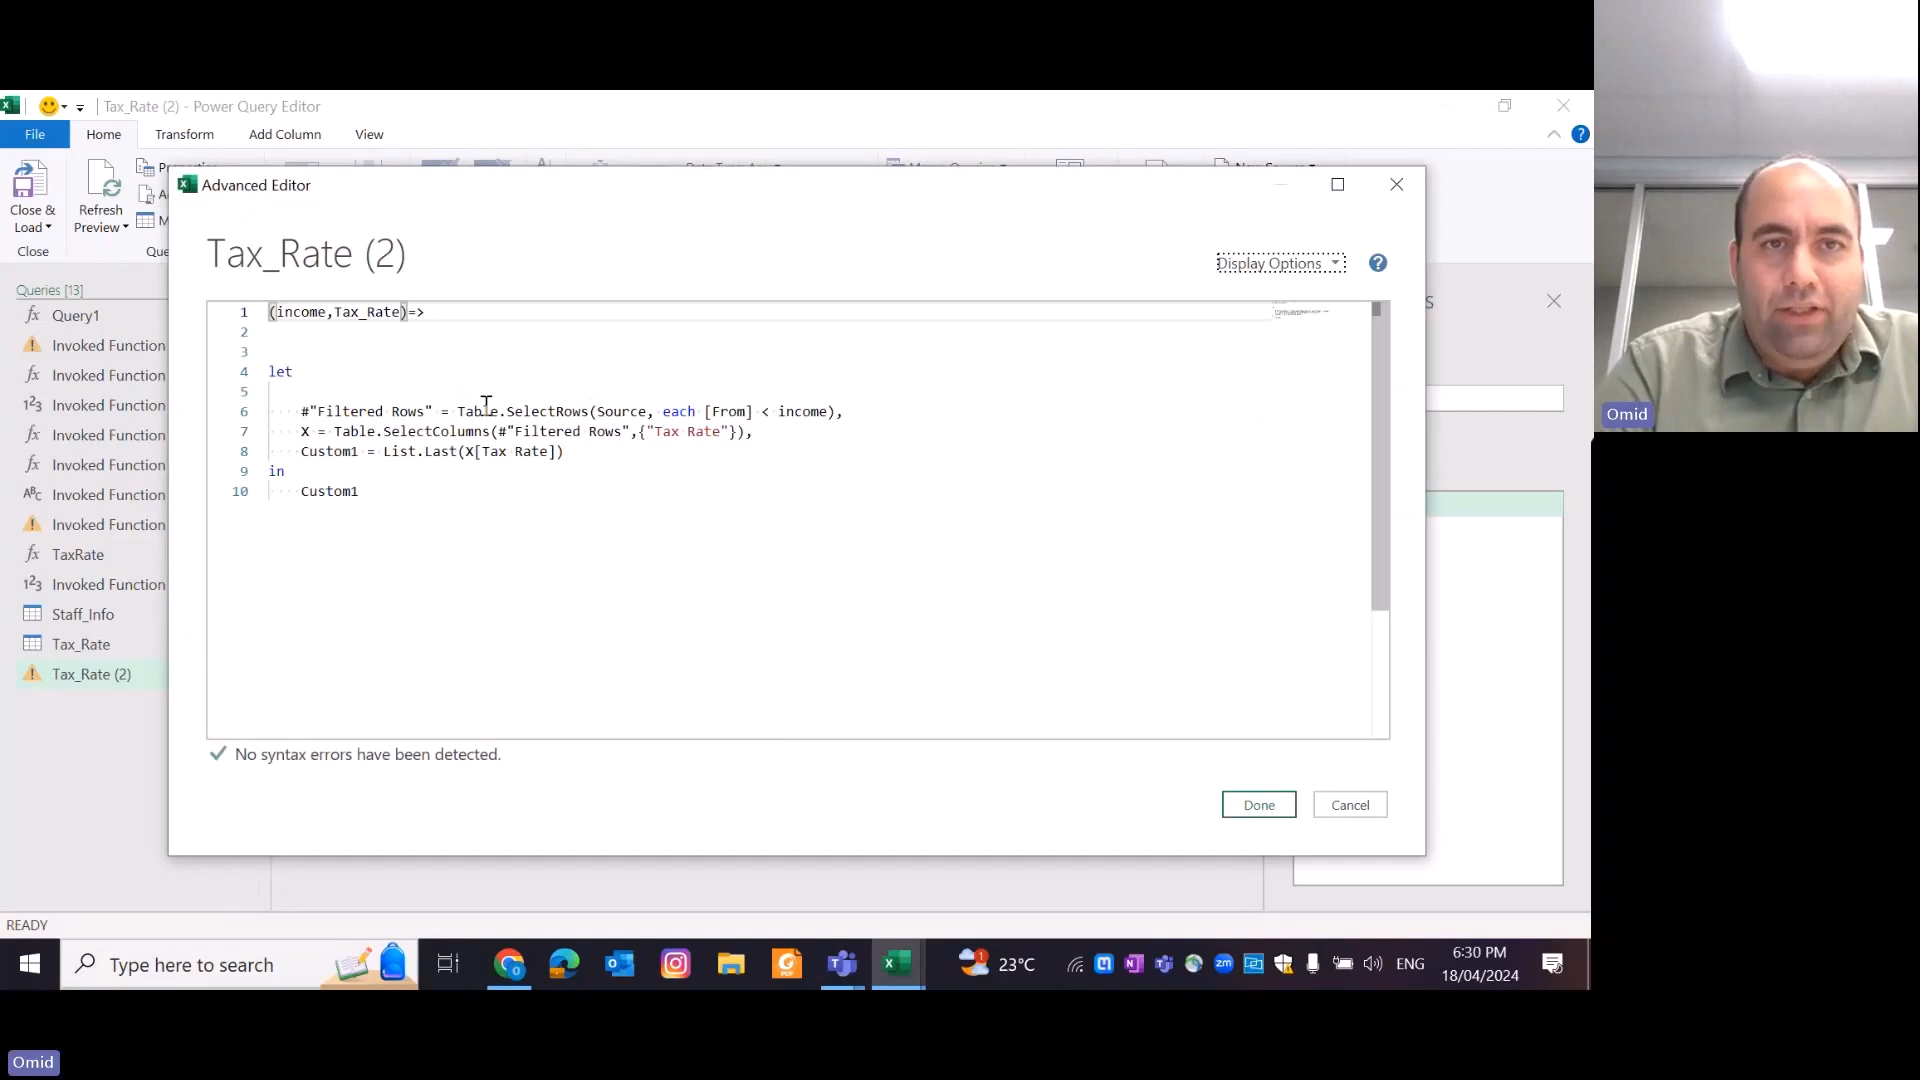 Tax_Rate (2) - Power Query Editor
File Home Transform Add Column View
Close & Load
Refresh Preview
Close
Advanced Editor
Tax_Rate (2)
Display Options
Queries [13]
Query1
Invoked Function
Invoked Function
Invoked Function
Invoked Function
Invoked Function
Invoked Function
Invoked Function
TaxRate
Invoked Function
Staff_Info
Tax_Rate
Tax_Rate (2)
1 (income,Tax_Rate)=>
2
3
4 let
5
6 #"Filtered Rows" = Table.SelectRows(Source, each [From] < income),
7 X = Table.SelectColumns(#"Filtered Rows",{"Tax Rate"}),
8 Custom1 = List.Last(X[Tax Rate])
9 in
10 Custom1
No syntax errors have been detected.
Done Cancel
READY
Type here to search
23°C
ENG
6:30 PM
18/04/2024
Omid
Omid